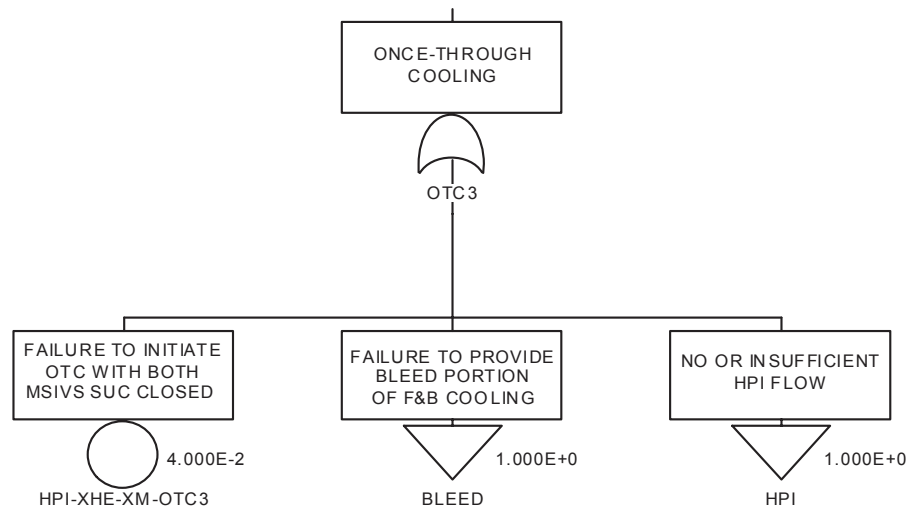 ONCE-THROUGH
COOLING
OTC3
FAILURE TO INITIATE
OTC WITH BOTH
MSIVS SUC CLOSED
4.000E-2
HPI-XHE-XM-OTC3
FAILURE TO PROVIDE
BLEED PORTION
OF F&B COOLING
1.000E+0
BLEED
NO OR INSUFFICIENT
HPI FLOW
1.000E+0
HPI